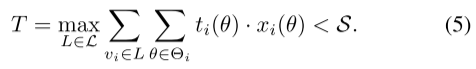 T = max_{L∈𝓛} ∑_{v_i∈L} ∑_{θ∈Θ_i} t_i(θ) · x_i(θ) < 𝒮. (5)